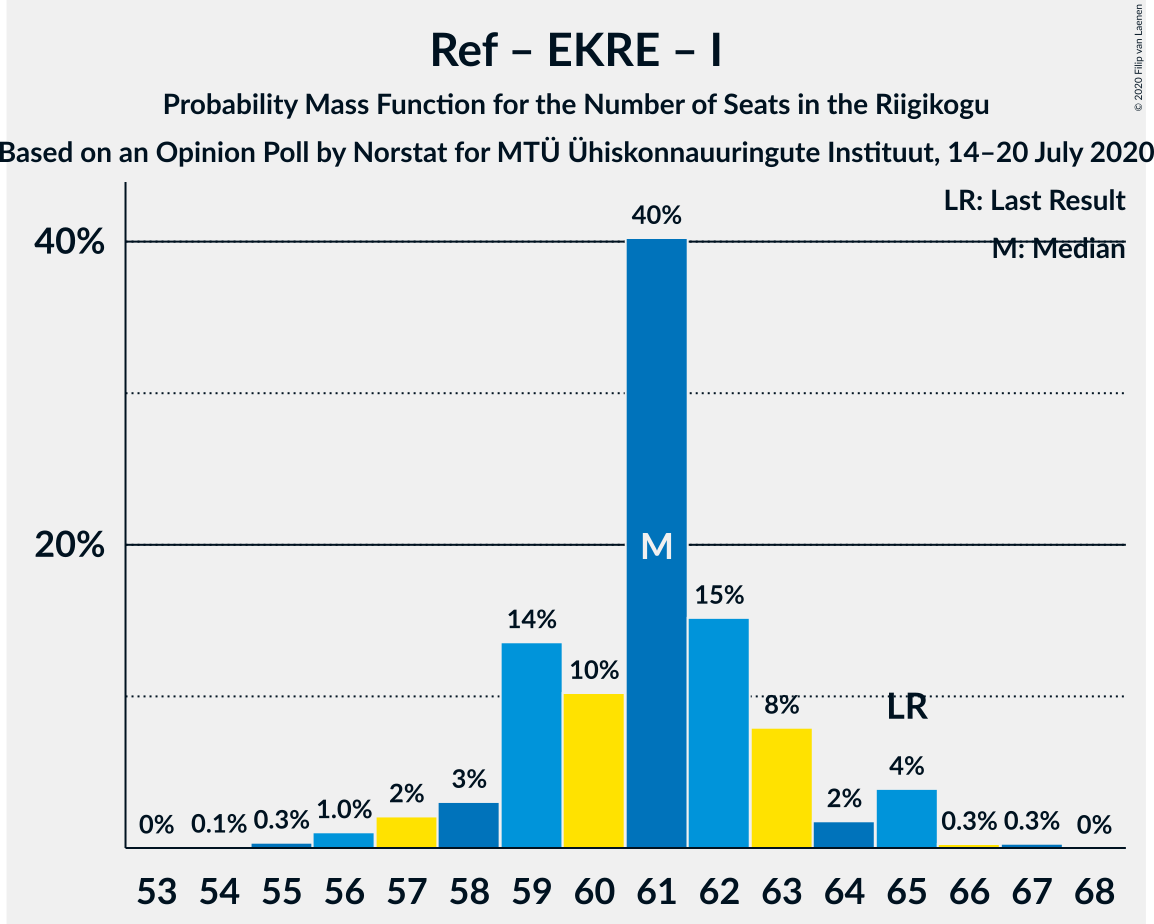 Ref – EKRE – I
Probability Mass Function for the Number of Seats in the Riigikogu
Based on an Opinion Poll by Norstat for MTÜ Ühiskonnauuringute Instituut, 14–20 July 2020
© 2020 Filip van Laenen
LR: Last Result
M: Median
40%
20%
0% 0.1% 0.3% 1.0% 2% 3% 14% 10% 40% 15% 8% 2% 4% 0.3% 0.3% 0%
M
LR
53 54 55 56 57 58 59 60 61 62 63 64 65 66 67 68